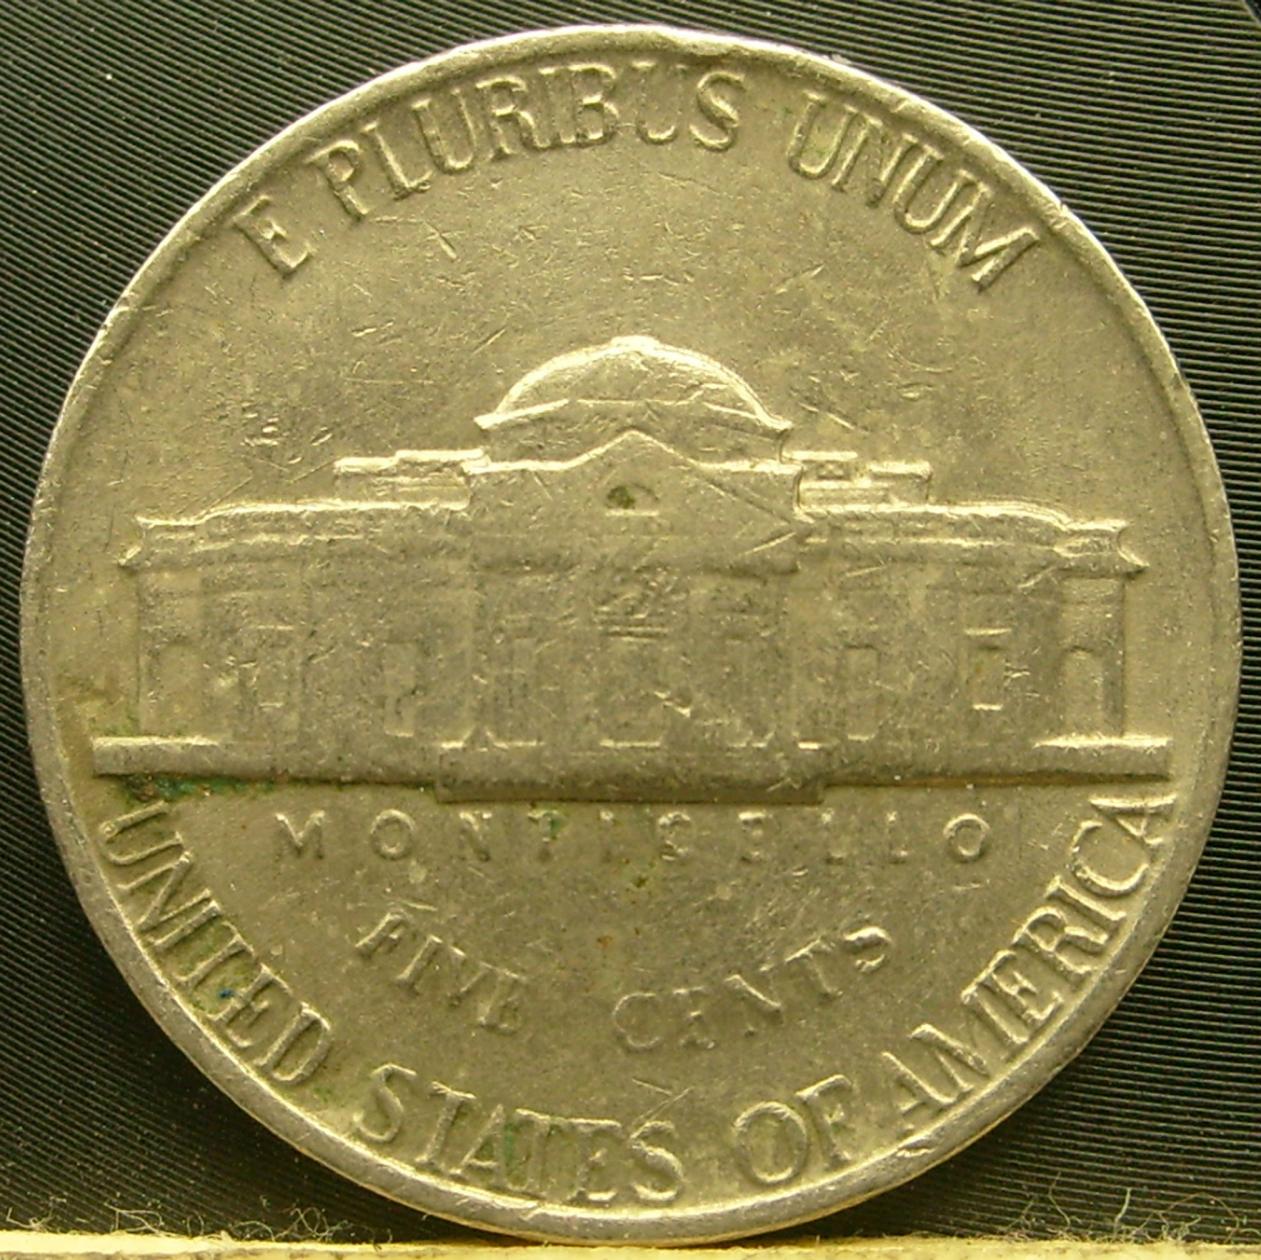 E PLURIBUS UNUM
MONTICELLO
FIVE CENTS
UNITED STATES OF AMERICA